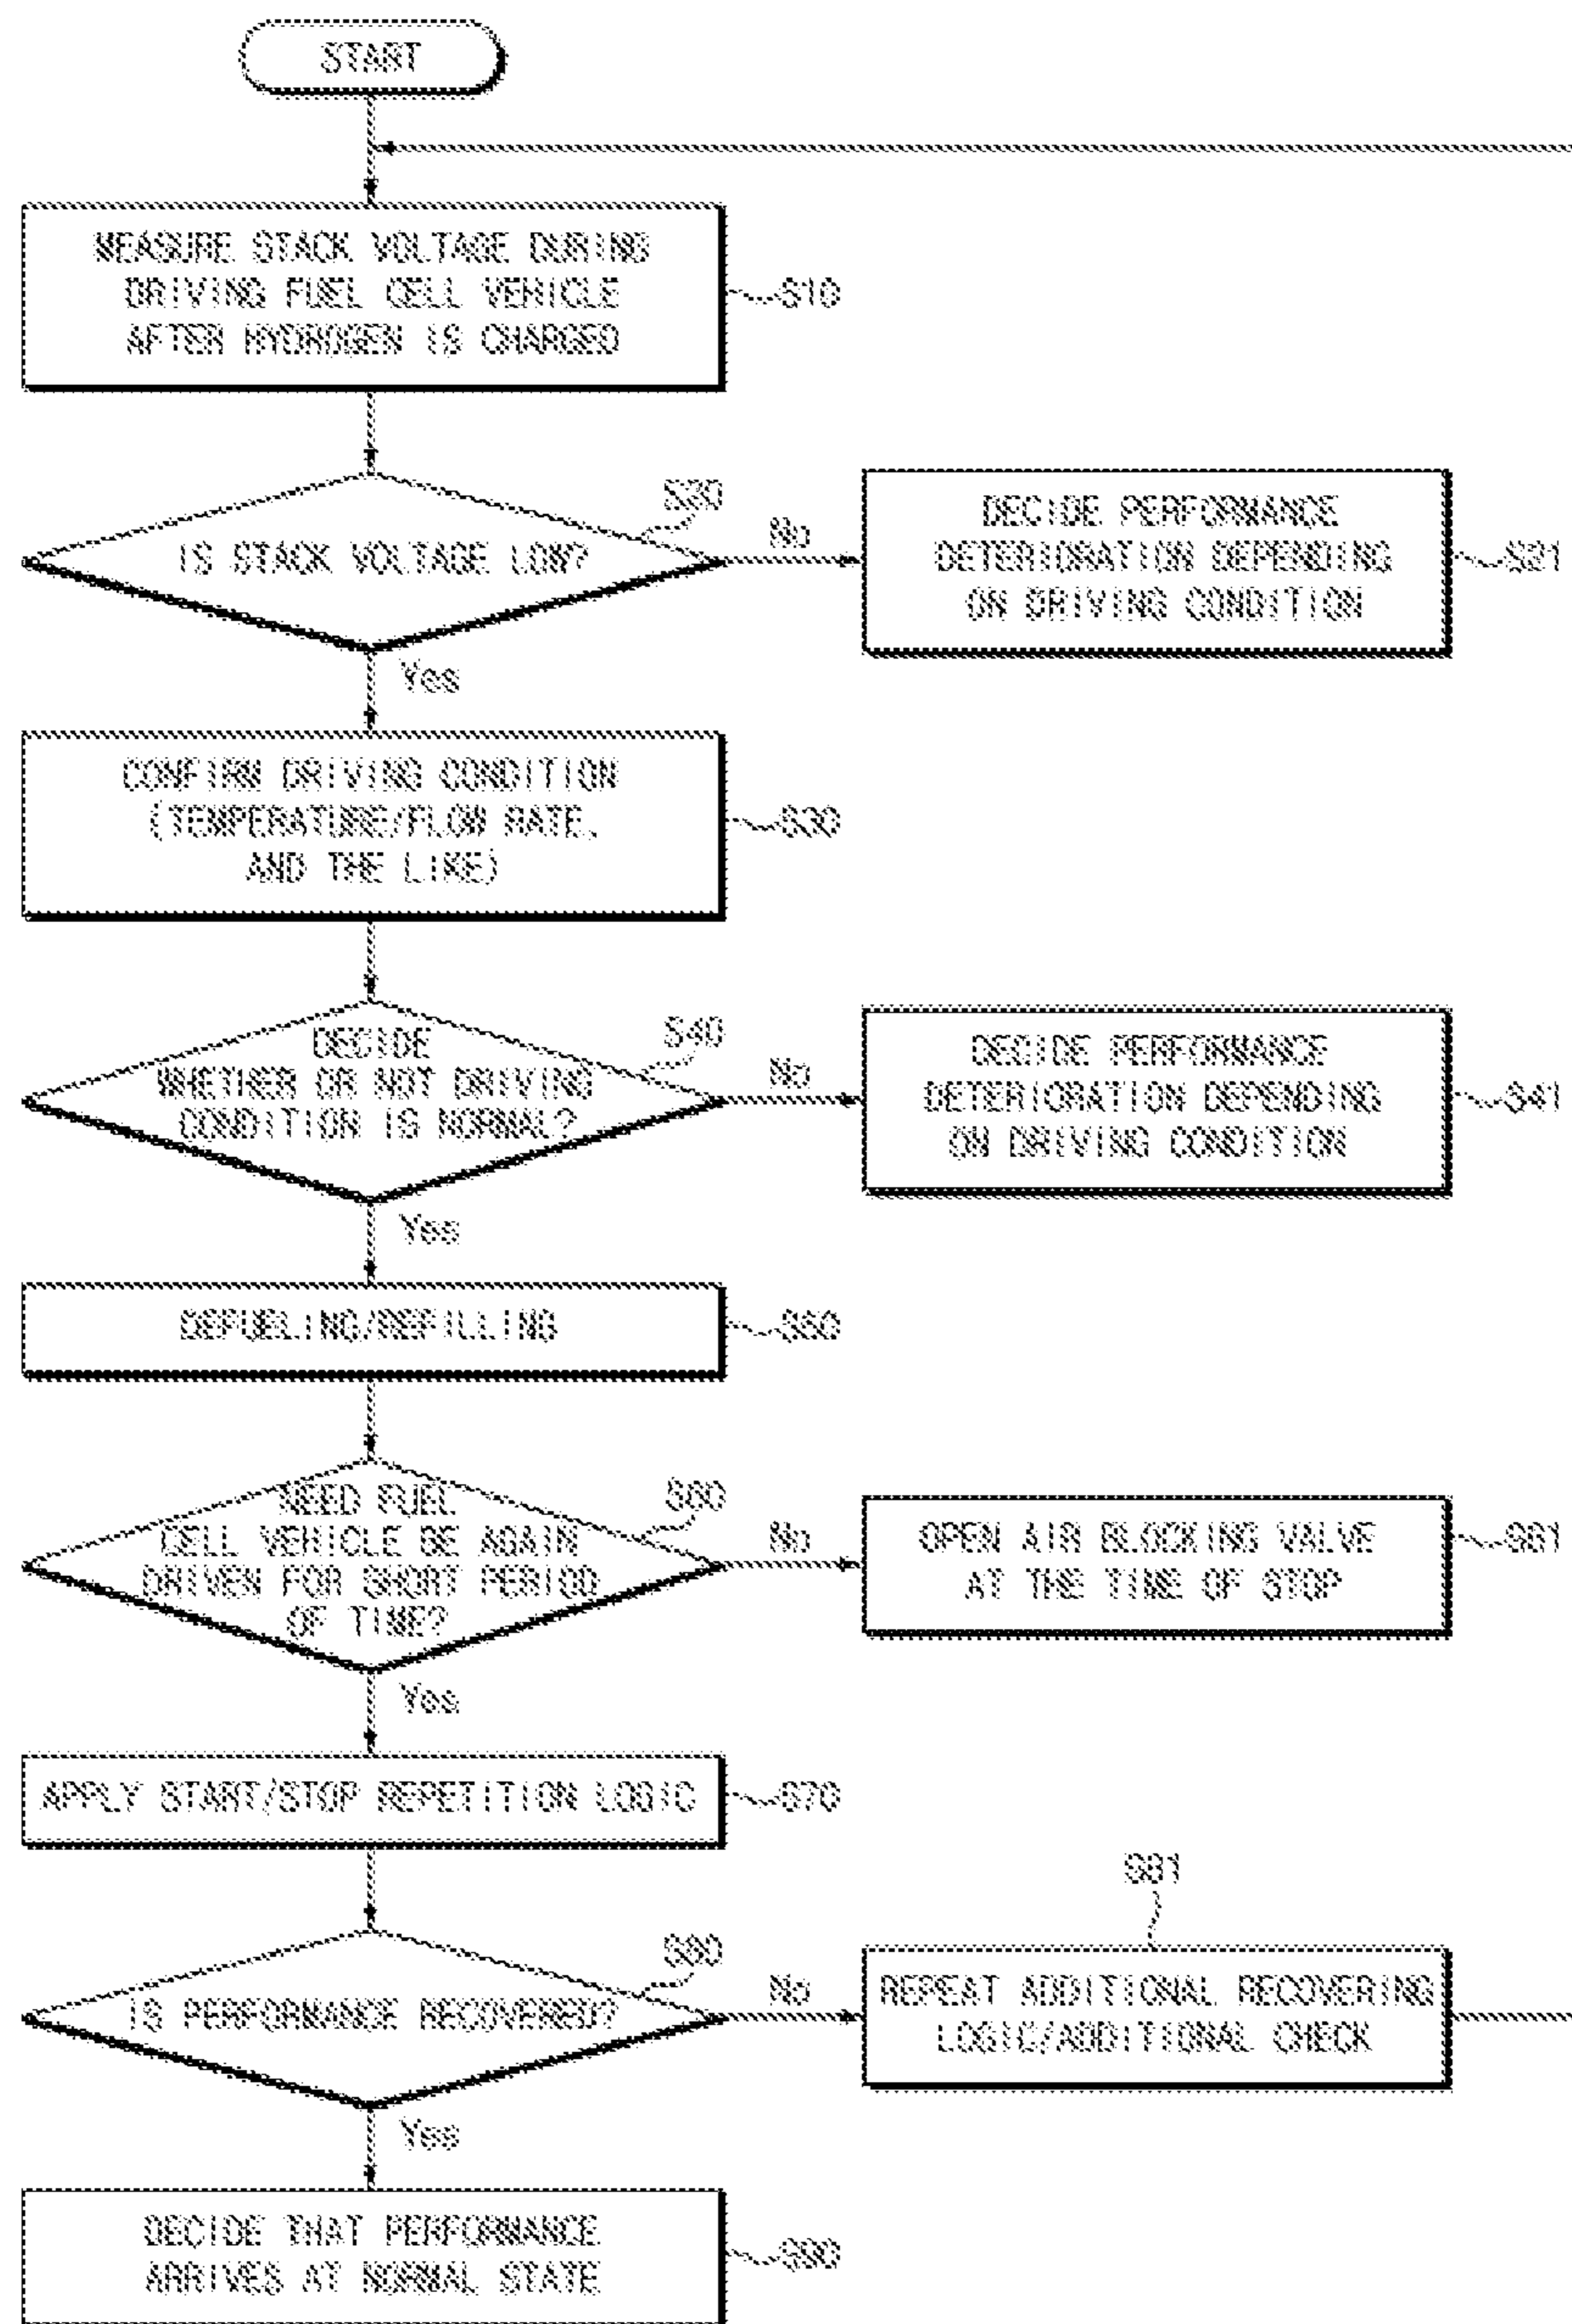 START
MEASURE STACK VOLTAGE DURING
DRIVING FUEL CELL VEHICLE
AFTER HYDROGEN IS CHARGED
S10
IS STACK VOLTAGE LOW?
No
Yes
DECIDE PERFORMANCE
DETERIORATION DEPENDING
ON DRIVING CONDITION
CONFIRM DRIVING CONDITION
(TEMPERATURE/FLOW RATE,
AND THE LIKE)
S30
DECIDE
WHETHER OR NOT DRIVING
CONDITION IS NORMAL?
S40
No
Yes
DECIDE PERFORMANCE
DETERIORATION DEPENDING
ON DRIVING CONDITION
S41
DEFUELING/REFILLING
S50
NEED FUEL
CELL VEHICLE BE AGAIN
DRIVEN FOR SHORT PERIOD
OF TIME?
S60
No
Yes
OPEN AIR BLOCKING VALVE
AT THE TIME OF STOP
S61
APPLY START/STOP REPETITION LOGIC
S70
IS PERFORMANCE RECOVERED?
S80
No
Yes
S81
REPEAT ADDITIONAL RECOVERING
LOGIC/ADDITIONAL CHECK
DECIDE THAT PERFORMANCE
ARRIVES AT NORMAL STATE
S90